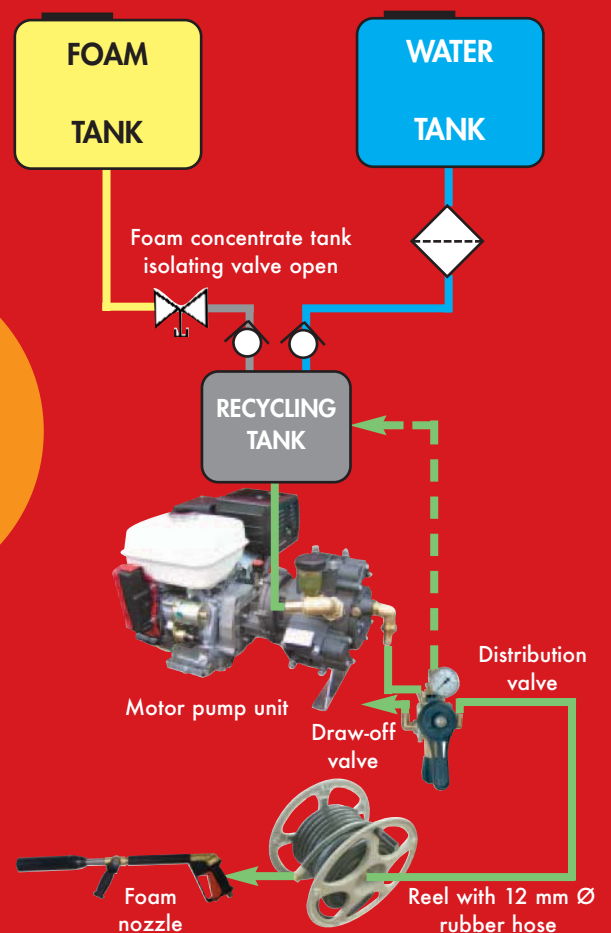 FOAM
TANK
WATER
TANK
Foam concentrate tank
isolating valve open
RECYCLING
TANK
Motor pump unit
Distribution
valve
Draw-off
valve
Foam
nozzle
Reel with 12 mm Ø
rubber hose